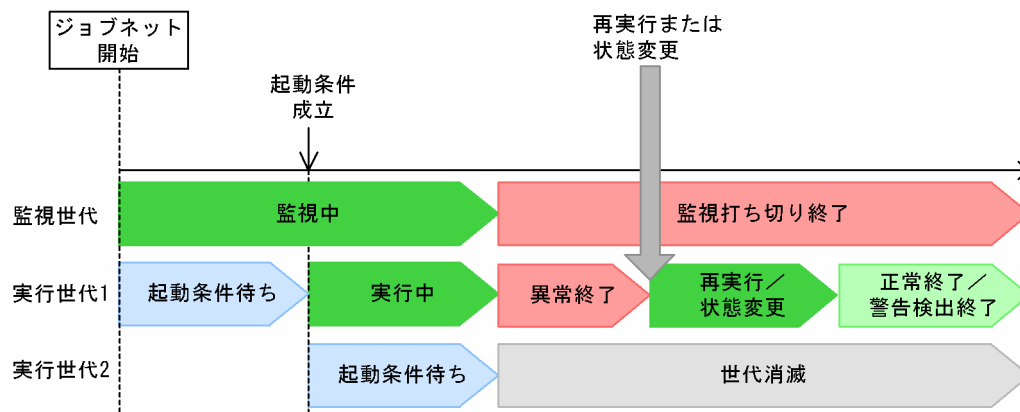 ジョブネット
開始
再実行または
状態変更
起動条件
成立
監視世代
監視中
監視打ち切り終了
実行世代1
起動条件待ち
実行中
異常終了
再実行／
状態変更
正常終了／
警告検出終了
実行世代2
起動条件待ち
世代消滅